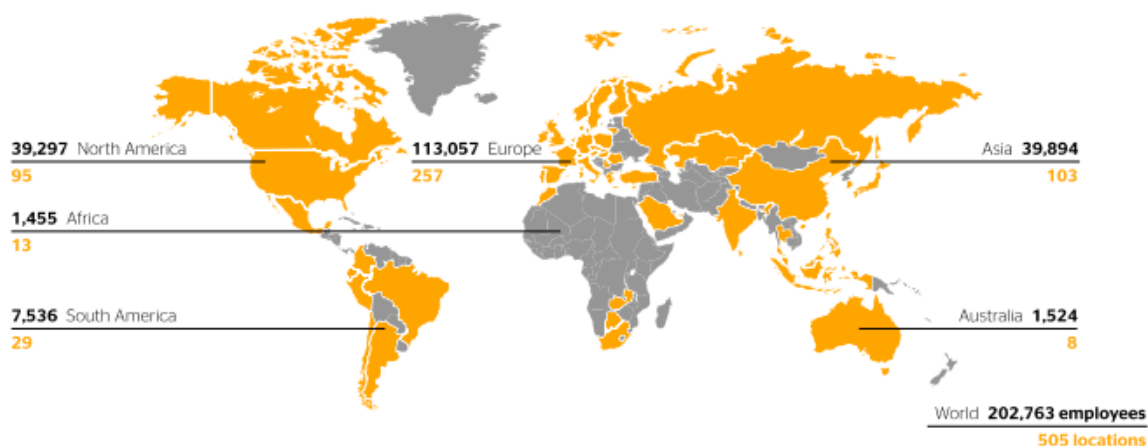 39,297 North America
95
113,057 Europe
257
Asia 39,894
103
1,455 Africa
13
7,536 South America
29
Australia 1,524
8
World 202,763 employees
505 locations